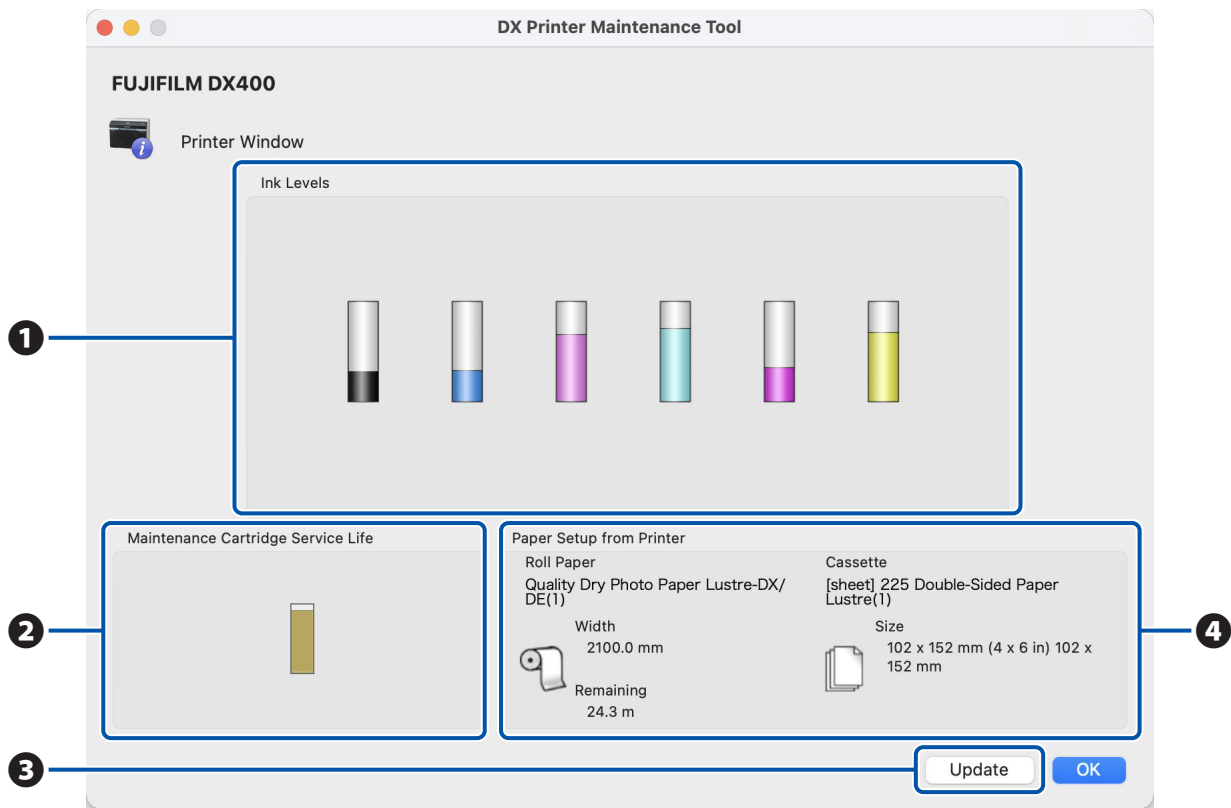 DX Printer Maintenance Tool
FUJIFILM DX400
i
Printer Window
Ink Levels
1
Maintenance Cartridge Service Life
2
Paper Setup from Printer
Roll Paper
Quality Dry Photo Paper Lustre-DX/
DE(1)
Width
2100.0 mm
Remaining
24.3 m
Cassette
[sheet] 225 Double-Sided Paper
Lustre(1)
Size
102 x 152 mm (4 x 6 in) 102 x
152 mm
4
3
Update
OK